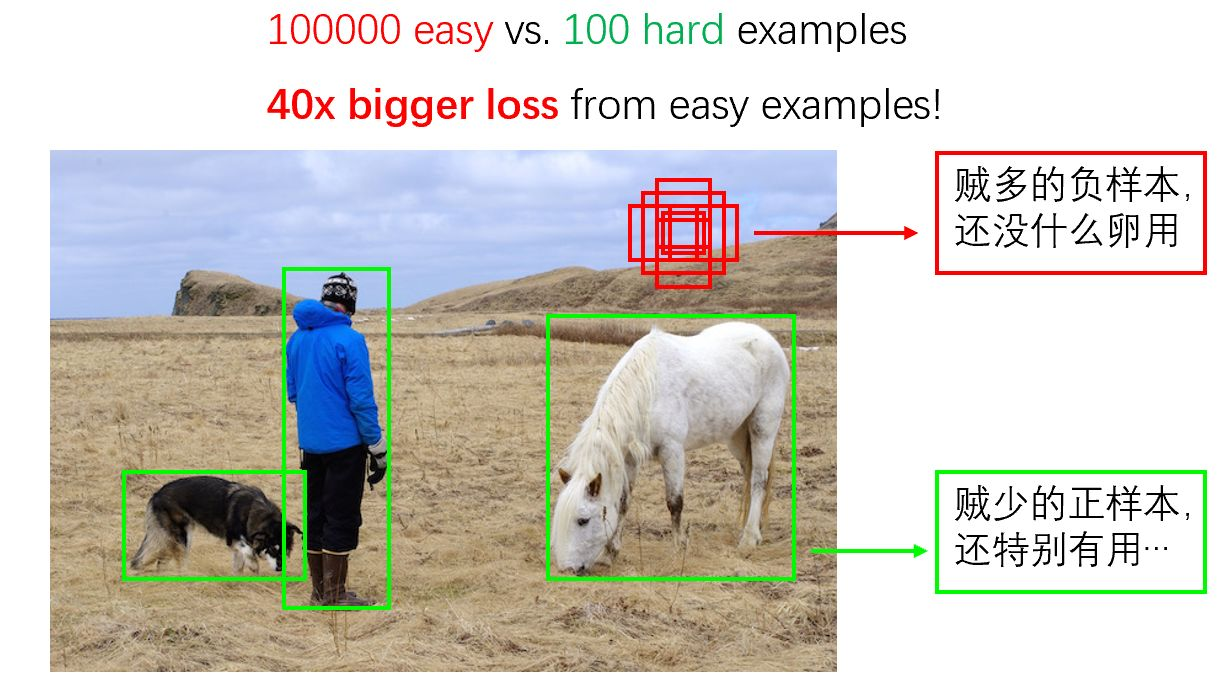 100000 easy vs. 100 hard examples
40x bigger loss from easy examples!
贼多的负样本,
还没什么卵用
贼少的正样本,
还特别有用…